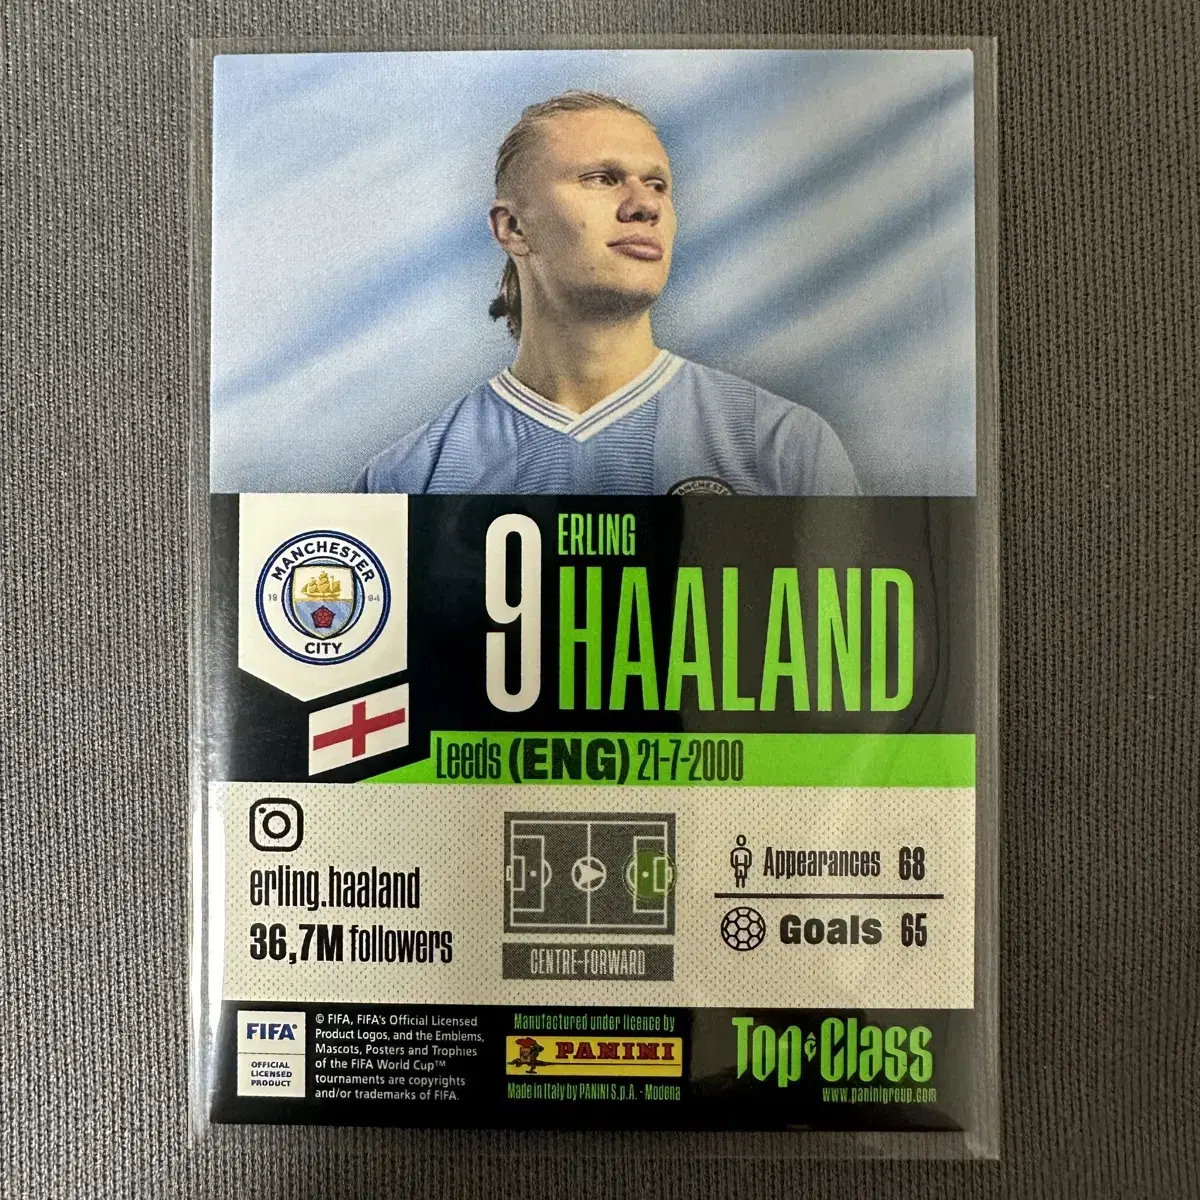 MANCHESTER
MANCHESTER
18 94
CITY
9
ERLING
HAALAND
Leeds (ENG) 21-7-2000
erling.haaland
36,7M followers
CENTRE-FORWARD
Appearances 68
Goals 65
FIFA
OFFICIAL
LICENSED
PRODUCT
© FIFA, FIFA's Official Licensed
Product Logos, and the Emblems,
Mascots, Posters and Trophies
of the FIFA World Cup™
tournaments are copyrights
and/or trademarks of FIFA.
Manufactured under licence by
PANINI
Made in Italy by PANINI S.p.A. - Modena
Top Class
www.paninigroup.com